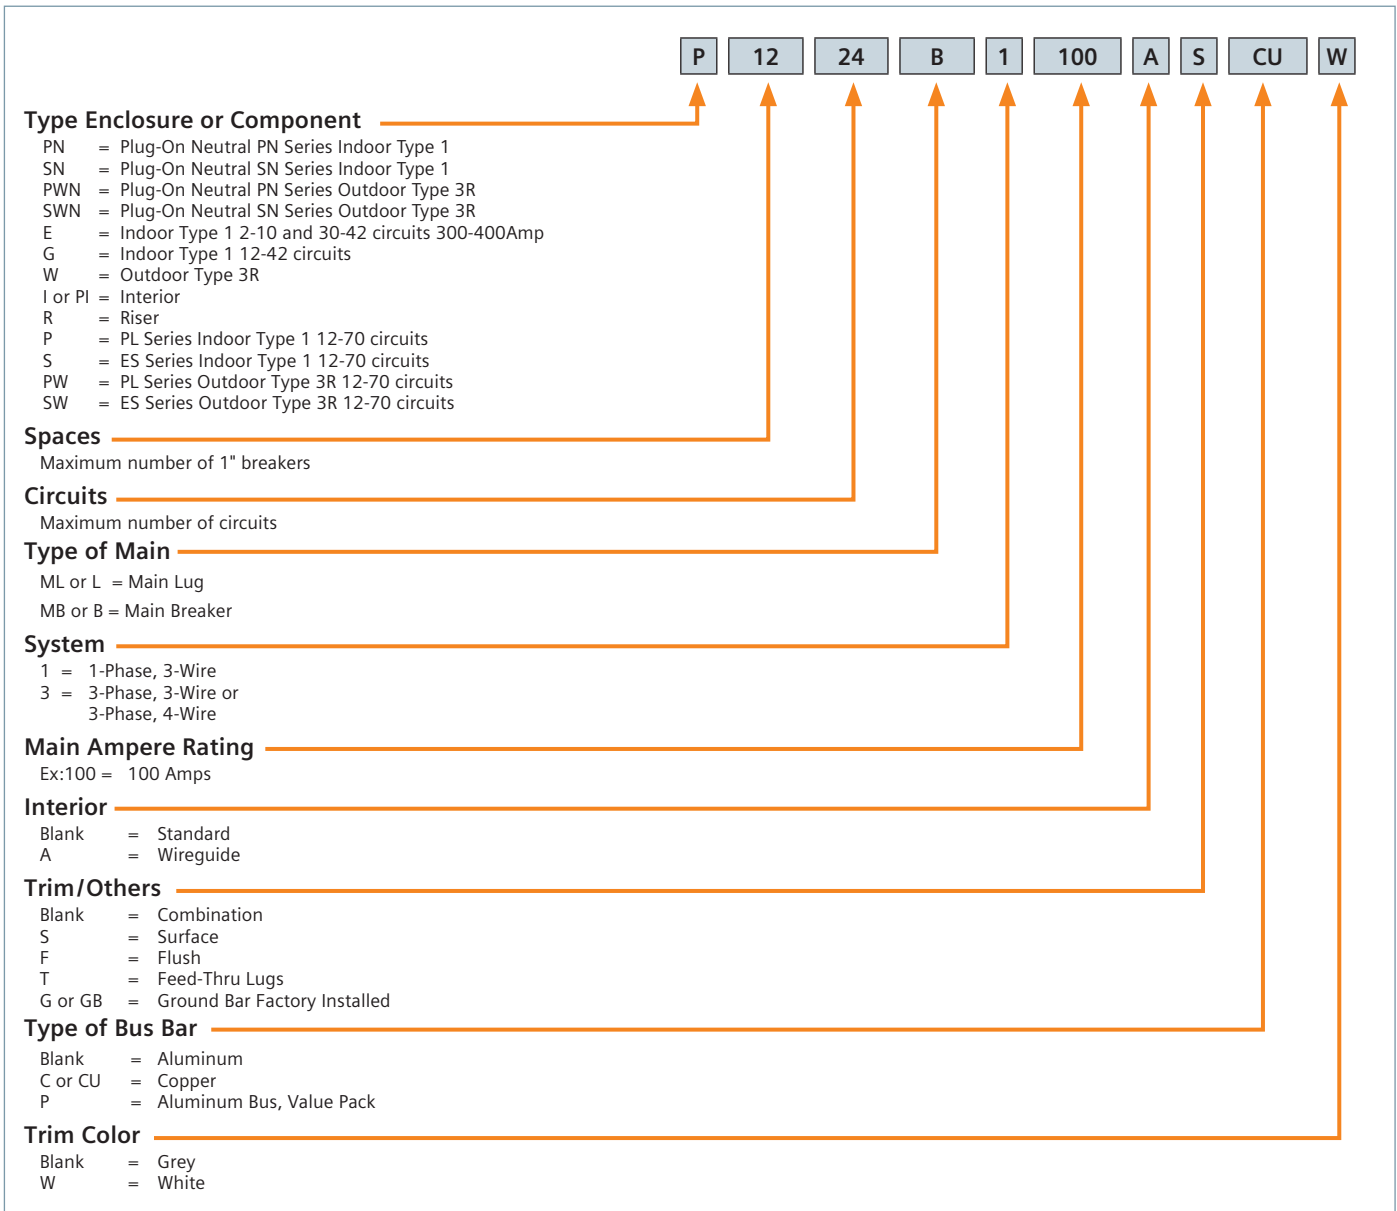 P 12 24 B 1 100 A S CU W
Type Enclosure or Component
PN = Plug-On Neutral PN Series Indoor Type 1
SN = Plug-On Neutral SN Series Indoor Type 1
PWN = Plug-On Neutral PN Series Outdoor Type 3R
SWN = Plug-On Neutral SN Series Outdoor Type 3R
E = Indoor Type 1 2-10 and 30-42 circuits 300-400Amp
G = Indoor Type 1 12-42 circuits
W = Outdoor Type 3R
I or PI = Interior
R = Riser
P = PL Series Indoor Type 1 12-70 circuits
S = ES Series Indoor Type 1 12-70 circuits
PW = PL Series Outdoor Type 3R 12-70 circuits
SW = ES Series Outdoor Type 3R 12-70 circuits
Spaces
Maximum number of 1" breakers
Circuits
Maximum number of circuits
Type of Main
ML or L = Main Lug
MB or B = Main Breaker
System
1 = 1-Phase, 3-Wire
3 = 3-Phase, 3-Wire or
3-Phase, 4-Wire
Main Ampere Rating
Ex:100 = 100 Amps
Interior
Blank = Standard
A = Wireguide
Trim/Others
Blank = Combination
S = Surface
F = Flush
T = Feed-Thru Lugs
G or GB = Ground Bar Factory Installed
Type of Bus Bar
Blank = Aluminum
C or CU = Copper
P = Aluminum Bus, Value Pack
Trim Color
Blank = Grey
W = White